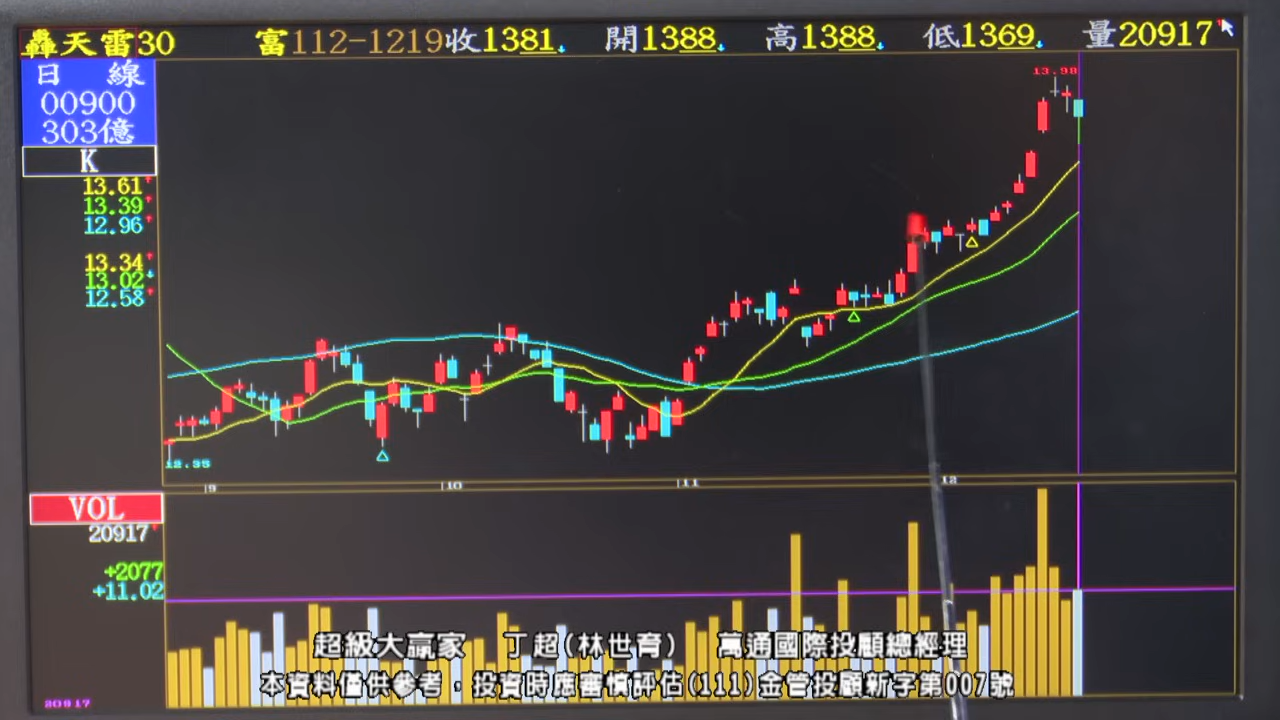 轟天雷30 富112-1219收1381 開1388 高1388 低1369 量20917
日 線
00900
303億
K
13.61
13.39
12.96
13.34
13.02
12.58
13.98
12.35
9 10 11 12
VOL
20917
+2077
+11.02
20917
超級大贏家 丁超(林世育) 萬通國際投顧總經理
本資料僅供參考,投資時應審慎評估(111)金管投顧新字第007號